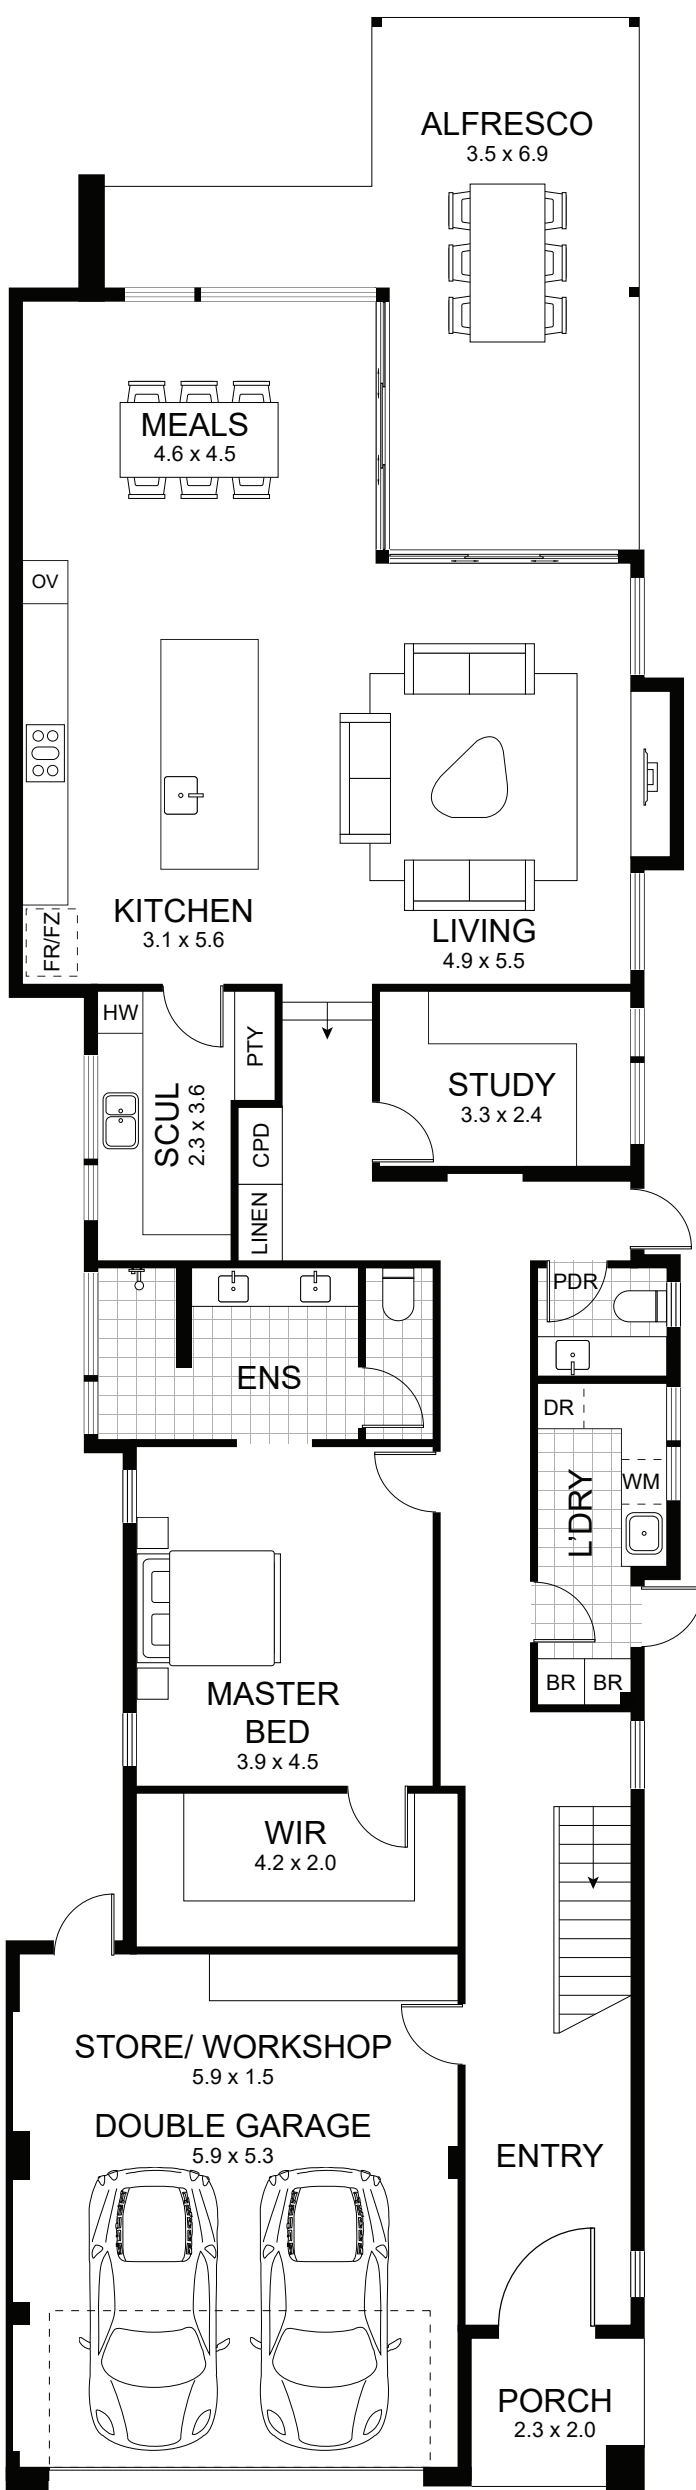 ALFRESCO
3.5 x 6.9
MEALS
4.6 x 4.5
OV
KITCHEN
3.1 x 5.6
FR/FZ
LIVING
4.9 x 5.5
HW
PTY
SCUL
2.3 x 3.6
CPD
LINEN
STUDY
3.3 x 2.4
PDR
ENS
DR
WM
L'DRY
BR
BR
MASTER
BED
3.9 x 4.5
WIR
4.2 x 2.0
STORE/ WORKSHOP
5.9 x 1.5
DOUBLE GARAGE
5.9 x 5.3
ENTRY
PORCH
2.3 x 2.0